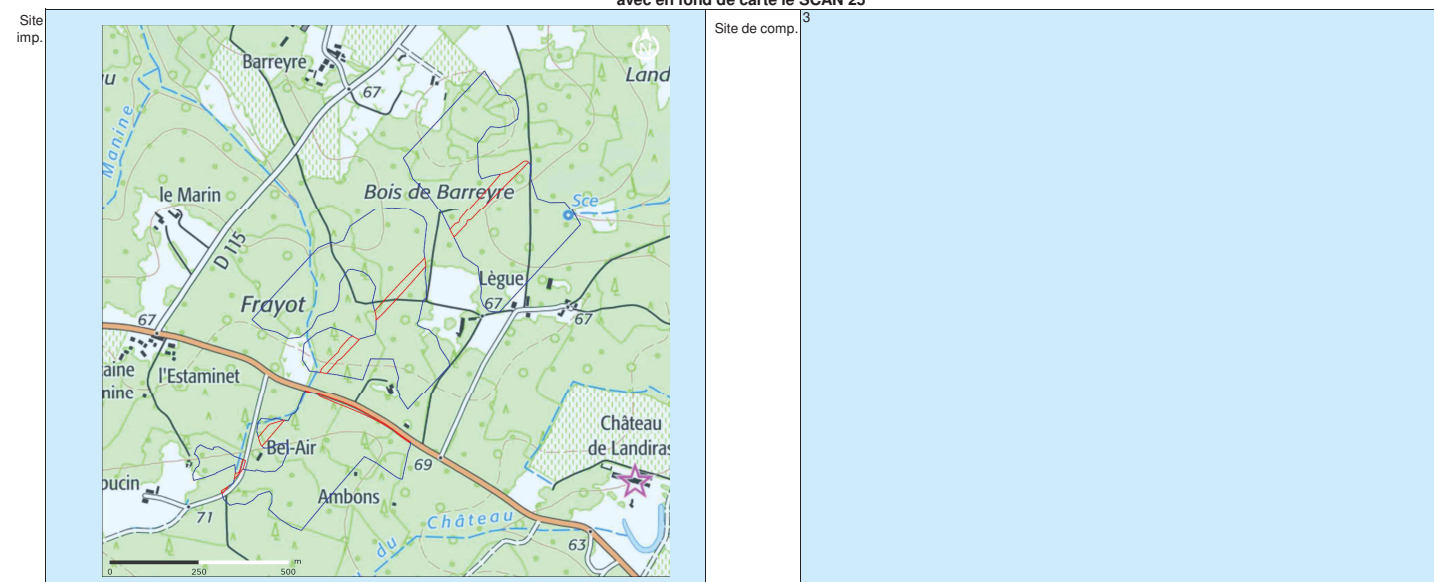 avec en fond de carte le SCAN 25
Site imp.
Site de comp.
3
Barreyre
N
Land
u
67
Manine
le Marin
Bois de Barreyre
Sce
D 115
Lègue
Frayot
67
67
67
aine
nine
l'Estaminet
Château
de Landiras
Bel-Air
69
oucin
Ambons
71
du Château
63
0 250 500 m